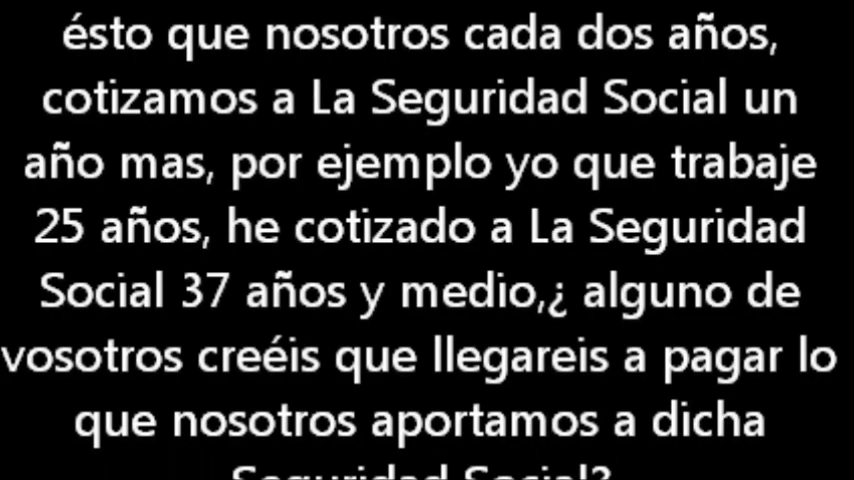 ésto que nosotros cada dos años,
cotizamos a La Seguridad Social un
año mas, por ejemplo yo que trabaje
25 años, he cotizado a La Seguridad
Social 37 años y medio,¿ alguno de
vosotros creéis que llegareis a pagar lo
que nosotros aportamos a dicha
Seguridad Social?